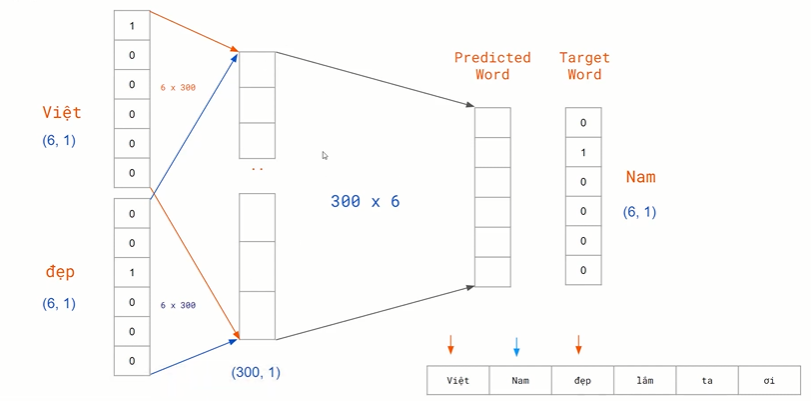 1
0
0
0
0
0
Việt
(6, 1)
6 x 300
0
0
1
0
0
0
đẹp
(6, 1)
6 x 300
(300, 1)
300 x 6
Predicted
Word
Target
Word
0
1
0
0
0
0
Nam
(6, 1)
Việt Nam đẹp lắm ta ơi